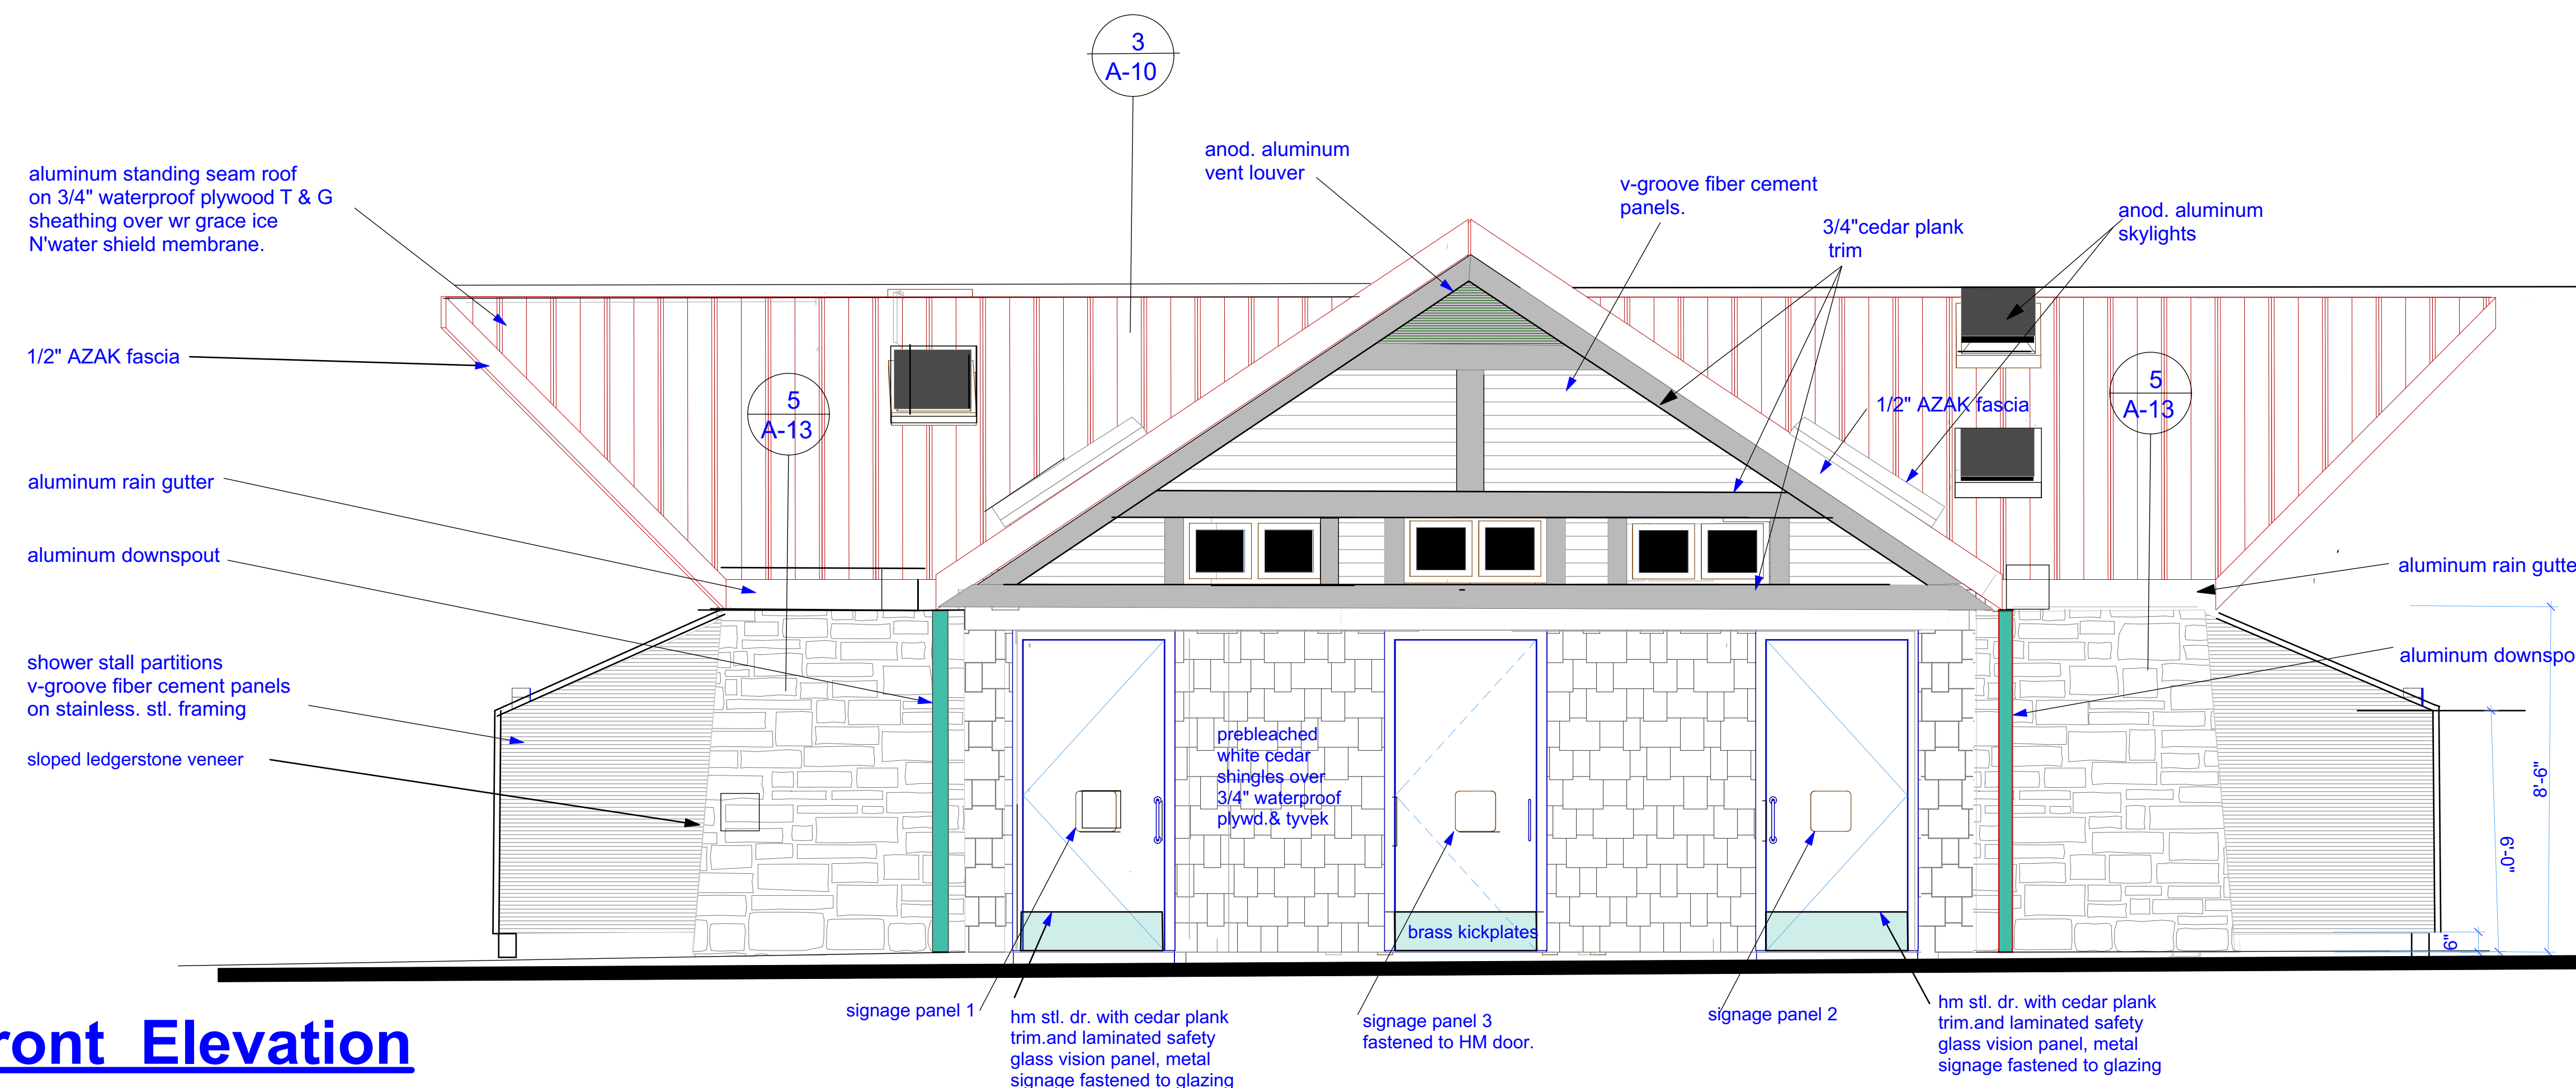 3
A-10
anod. aluminum
vent louver
aluminum standing seam roof
on 3/4" waterproof plywood T & G
sheathing over wr grace ice
N'water shield membrane.
v-groove fiber cement
panels.
3/4"cedar plank
trim
anod. aluminum
skylights
1/2" AZAK fascia
5
A-13
5
A-13
1/2" AZAK fascia
aluminum rain gutter
aluminum downspout
aluminum rain gutte
shower stall partitions
v-groove fiber cement panels
on stainless. stl. framing
aluminum downspo
sloped ledgerstone veneer
prebleached
white cedar
shingles over
3/4" waterproof
plywd.& tyvek
8'-6"
6'-0"
6"
brass kickplates
signage panel 1
hm stl. dr. with cedar plank
trim.and laminated safety
glass vision panel, metal
signage fastened to glazing
signage panel 3
fastened to HM door.
signage panel 2
hm stl. dr. with cedar plank
trim.and laminated safety
glass vision panel, metal
signage fastened to glazing
ront Elevation